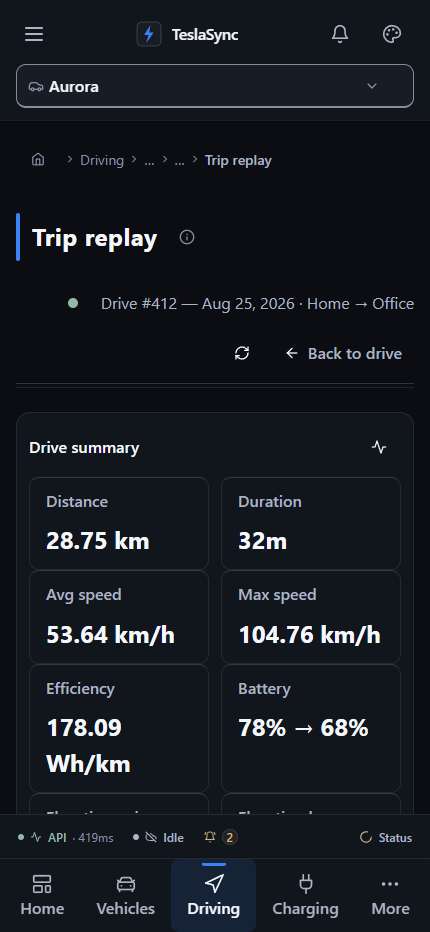 TeslaSync
Aurora
Driving ... ... Trip replay
Trip replay
Drive #412 — Aug 25, 2026 · Home → Office
Back to drive
Drive summary
Distance
Duration
28.75 km
32m
Avg speed
Max speed
53.64 km/h
104.76 km/h
Efficiency
Battery
178.09
Wh/km
78% → 68%
API · 419ms
Idle
2
Status
Home
Vehicles
Driving
Charging
More